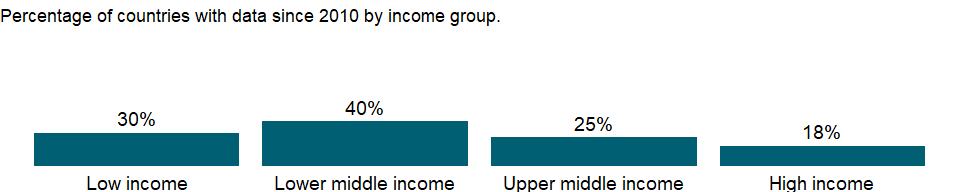 Percentage of countries with data since 2010 by income group.
30% 40% 25% 18%
Low income Lower middle income Upper middle income High income